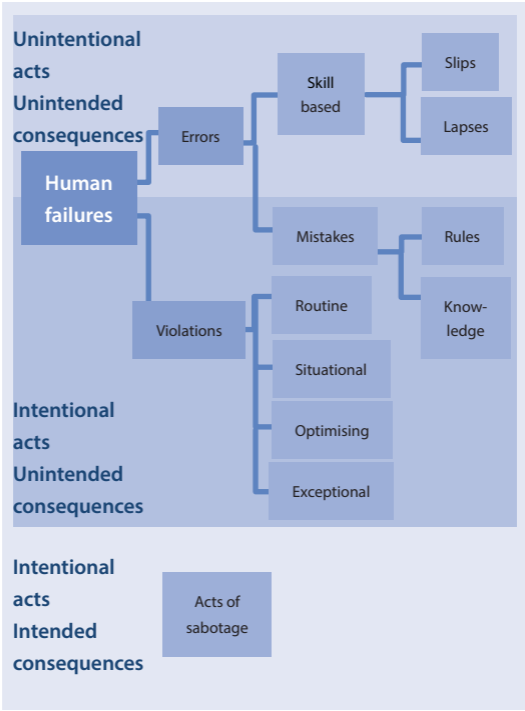 Unintentional
acts
Unintended
consequences
Human
failures
Errors
Skill
based
Slips
Lapses
Mistakes
Rules
Know-
ledge
Violations
Routine
Situational
Optimising
Exceptional
Intentional
acts
Unintended
consequences
Intentional
acts
Intended
consequences
Acts of
sabotage